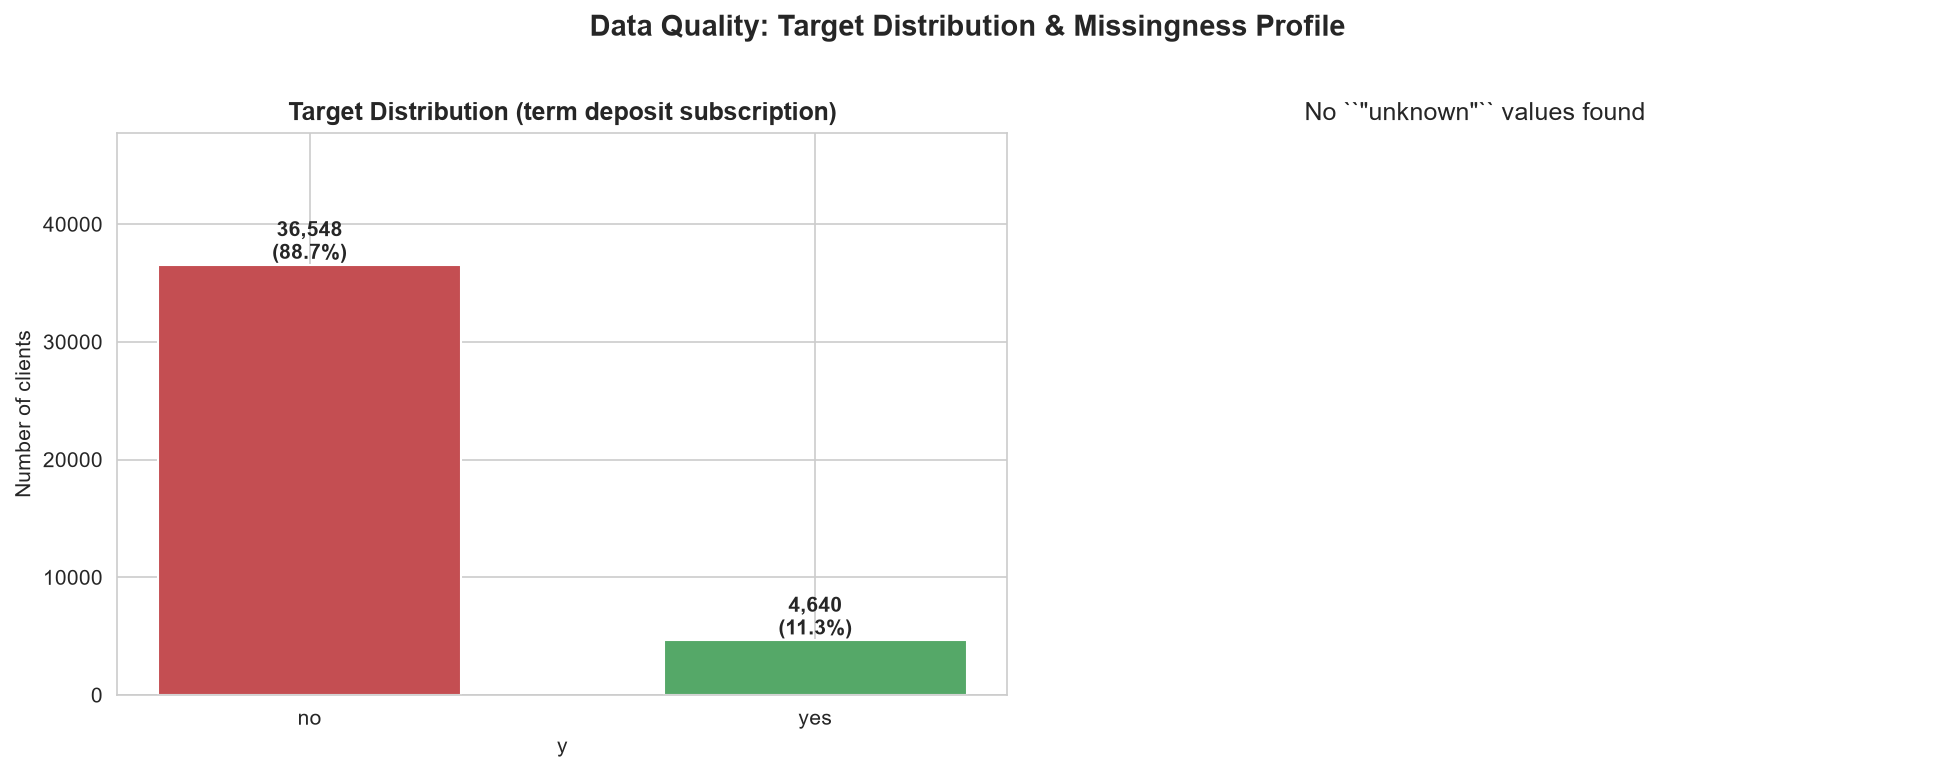 Data Quality: Target Distribution & Missingness Profile
Target Distribution (term deposit subscription)
Number of clients
40000
30000
20000
10000
0
36,548
(88.7%)
4,640
(11.3%)
no
yes
y
No ``"unknown"`` values found